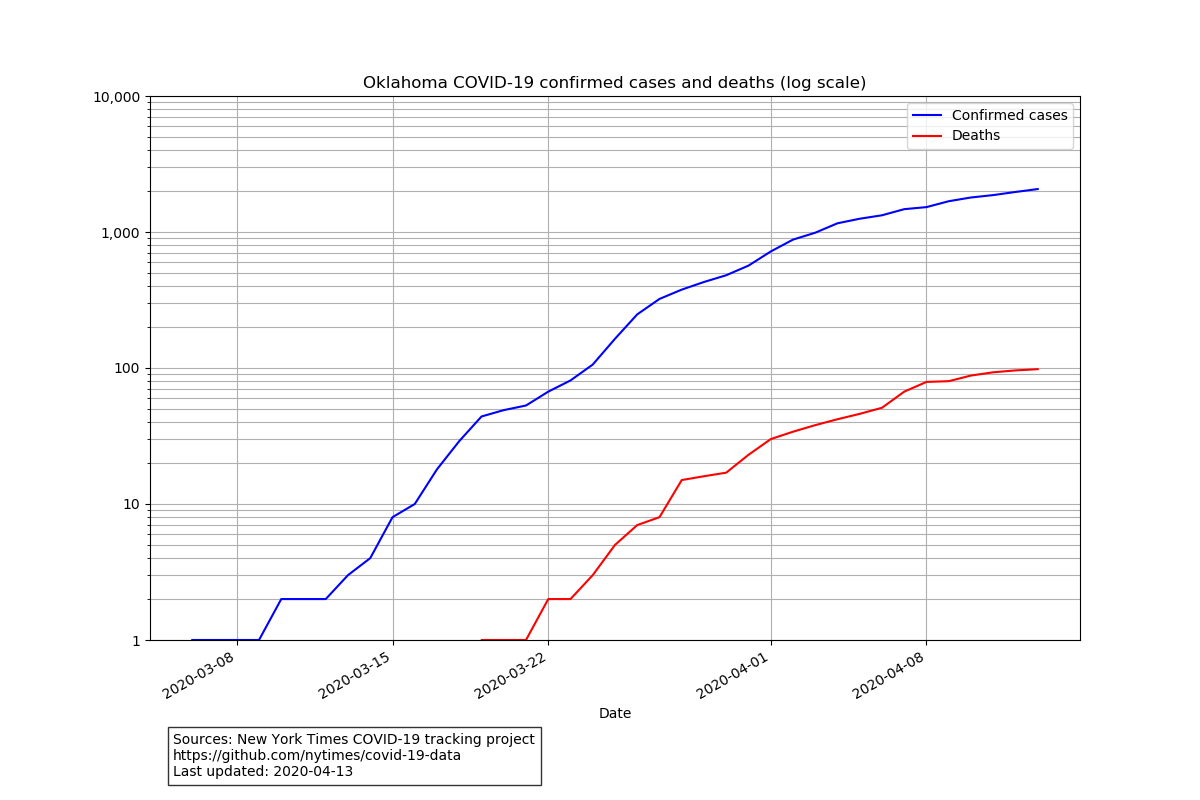 Oklahoma COVID-19 confirmed cases and deaths (log scale)
10,000
1,000
100
10
1
Confirmed cases
Deaths
2020-03-08
2020-03-15
2020-03-22
2020-04-01
2020-04-08
Date
Sources: New York Times COVID-19 tracking project
https://github.com/nytimes/covid-19-data
Last updated: 2020-04-13